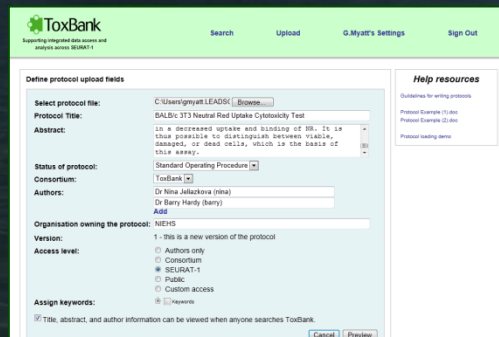 ToxBank
Supporting integrated data access and
analysis across SEURAT-1
Search Upload G.Myatt's Settings Sign Out
Define protocol upload fields
Select protocol file: C:\Users\gmyatt.LEADSC Browse...
Protocol Title: BALB/c 3T3 Neutral Red Uptake Cytotoxicity Test
Abstract: in a decreased uptake and binding of NR. It is
thus possible to distinguish between viable,
damaged, or dead cells, which is the basis of
this assay.
Status of protocol: Standard Operating Procedure
Consortium: ToxBank
Authors: Dr Nina Jeliazkova (nina)
Dr Barry Hardy (barry)
Add
Organisation owning the protocol: NIEHS
Version: 1 - this is a new version of the protocol
Access level: Authors only
Consortium
SEURAT-1
Public
Custom access
Assign keywords: Keywords
Title, abstract, and author information can be viewed when anyone searches ToxBank.
Cancel Preview
Help resources
Guidelines for writing protocols
Protocol Example (1).doc
Protocol Example (2).doc
Protocol loading demo